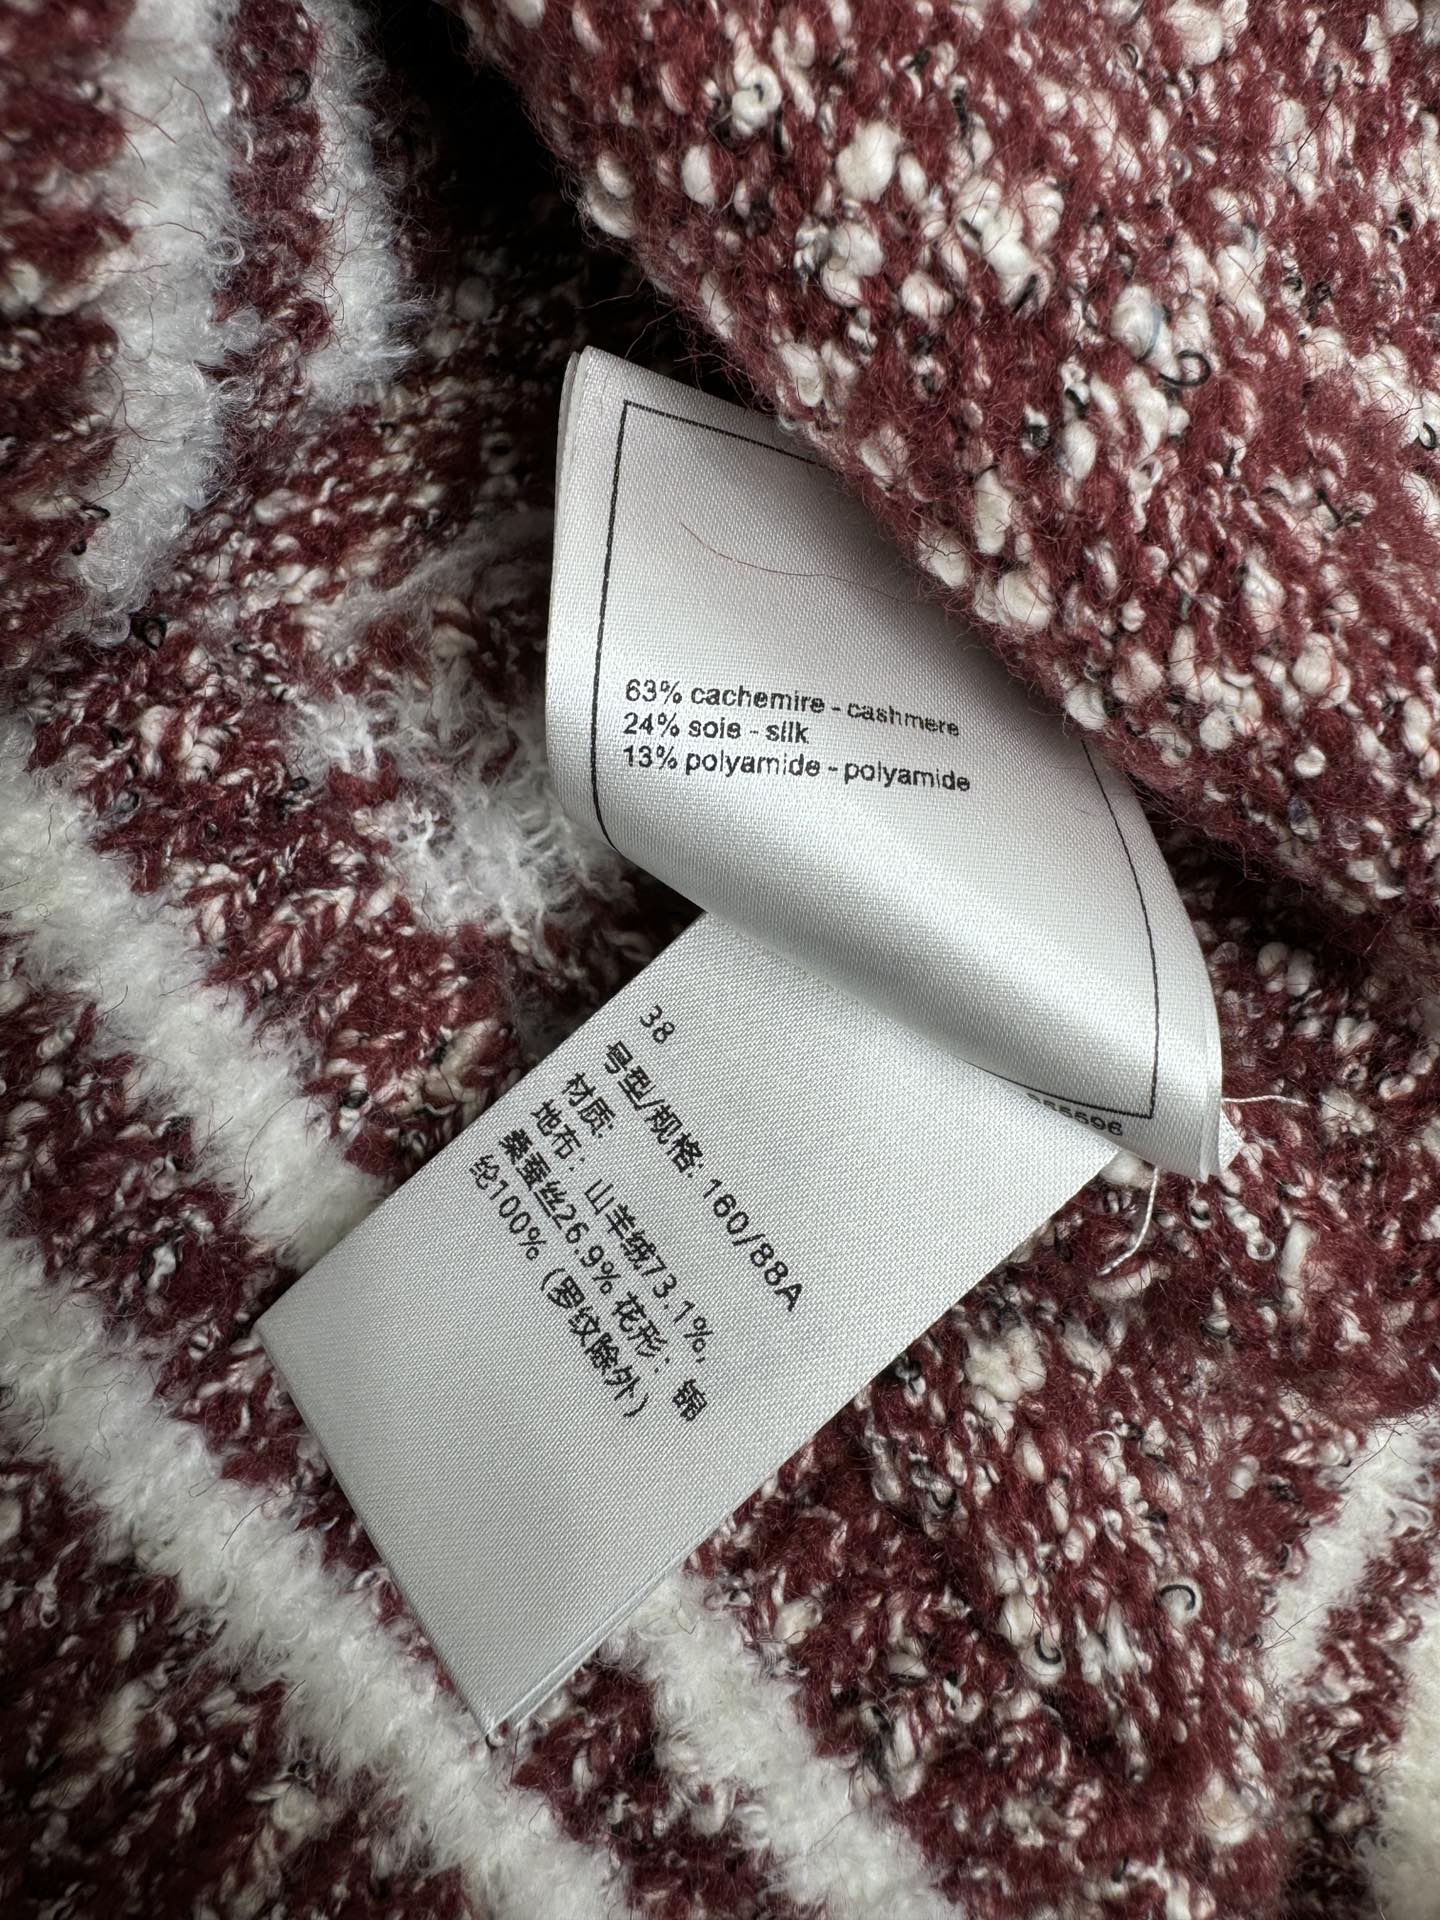 63% cachemire - cashmere
24% soie - silk
13% polyamide - polyamide
38
号型/规格: 160/88A
材质:
地布: 山羊绒73.1%,
桑蚕丝26.9% 花形: 锦
纶100% (罗纹除外)